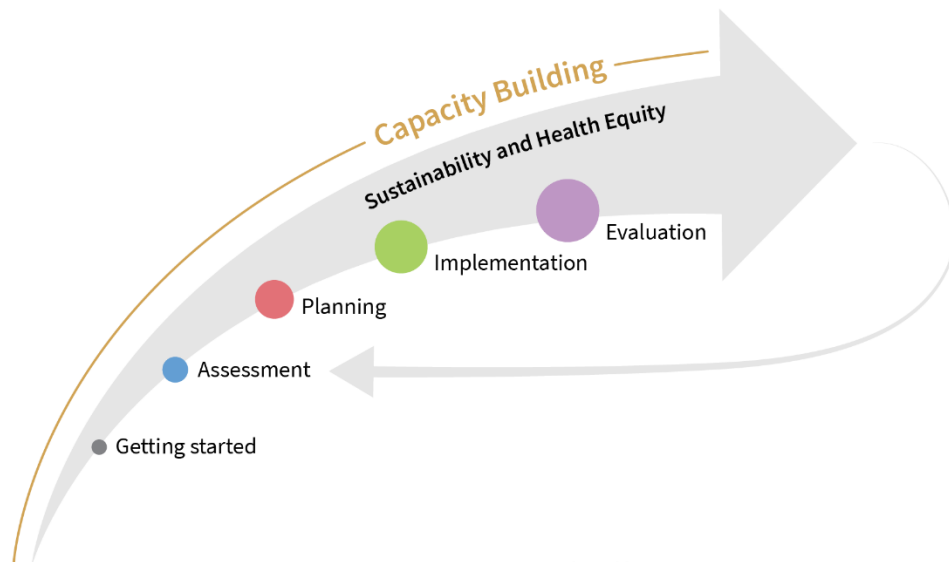 Capacity Building
Sustainability and Health Equity
Evaluation
Implementation
Planning
Assessment
Getting started